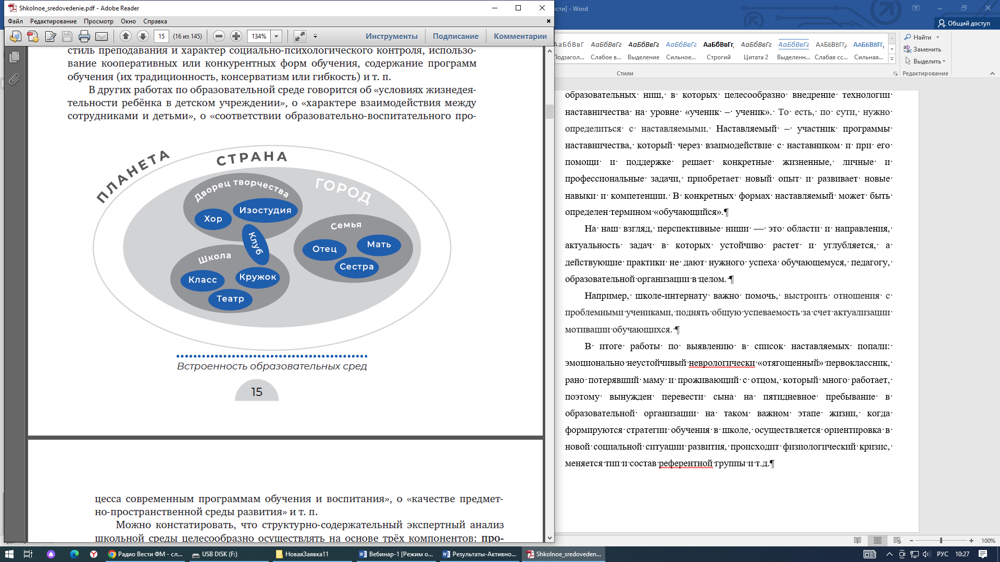 Shkolnoe_sredovedenie.pdf - Adobe Reader
Файл Редактирование Просмотр Окно Справка
15 (16 из 145) 134% Инструменты Подписание Комментарии
стиль преподавания и характер социально-психологического контроля, использо-
вание кооперативных или конкурентных форм обучения, содержание программ
обучения (их традиционность, консерватизм или гибкость) и т. п.
В других работах по образовательной среде говорится об «условиях жизнедея-
тельности ребёнка в детском учреждении», о «характере взаимодействия между
сотрудниками и детьми», о «соответствии образовательно-воспитательного про-
ПЛАНЕТА
СТРАНА
ГОРОД
Дворец творчества
Хор
Изостудия
Клуб
Семья
Отец
Мать
Сестра
Школа
Класс
Кружок
Театр
Встроенность образовательных сред
15
цесса современным программам обучения и воспитания», о «качестве предмет-
но-пространственной среды развития» и т. п.
Можно констатировать, что структурно-содержательный экспертный анализ
школьной среды целесообразно осуществлять на основе трёх компонентов: про-
ости] - Word
Общий доступ
АаБбВвГ АаБбВвГг АаБбВвГг АаБбВвГг АаБбВвГг АаБбВвГг АаБбВвГг АаБбВвГг АаБбВвГг
Подзагол... Слабое в... Выделение Сильное... Строгий Цитата 2 Выделенн... Слабая сс... Сильная...
Найти
Заменить
Выделить
Стили Редактирование
образовательных ниш, в которых целесообразно внедрение технологии
наставничества на уровне «ученик – ученик». То есть, по сути, нужно
определиться с наставляемыми. Наставляемый – участник программы
наставничества, который через взаимодействие с наставником и при его
помощи и поддержке решает конкретные жизненные, личные и
профессиональные задачи, приобретает новый опыт и развивает новые
навыки и компетенции. В конкретных формах наставляемый может быть
определен термином «обучающийся».¶
На наш взгляд, перспективные ниши — это области и направления,
актуальность задач в которых устойчиво растет и углубляется, а
действующие практики не дают нужного успеха обучающемуся, педагогу,
образовательной организации в целом. ¶
Например, школе-интернату важно помочь, выстроить отношения с
проблемными учениками, поднять общую успеваемость за счет актуализации
мотивации обучающихся. ¶
В итоге работы по выявлению в список наставляемых попали:
эмоционально неустойчивый неврологически «отягощенный» первоклассник,
рано потерявший маму и проживающий с отцом, который много работает,
поэтому вынужден перевести сына на пятидневное пребывание в
образовательной организации на таком важном этапе жизни, когда
формируются стратегии обучения в школе, осуществляется ориентировка в
новой социальной ситуации развития, происходит физиологический кризис,
меняется тип и состав референтной группы и т.д.¶
100%
Радио Вести ФМ - сл... USB DISK (F:) НоваяЗаявка11 Вебинар-1 [Режим о... Результаты-Активно... Shkolnoe_sredoveden... РУС 10:27